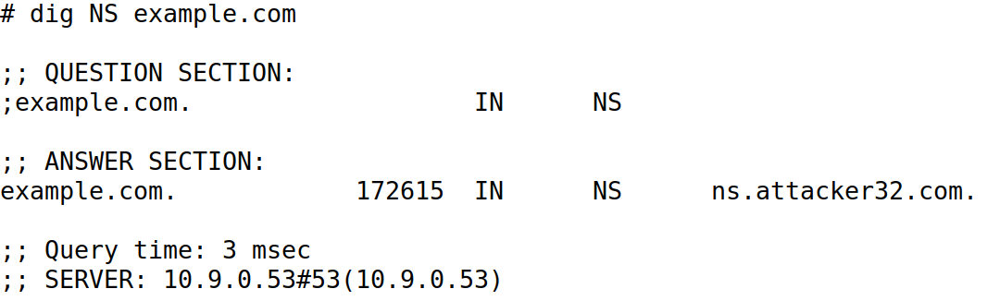 # dig NS example.com
;; QUESTION SECTION:
;example.com. IN NS
;; ANSWER SECTION:
example.com. 172615 IN NS ns.attacker32.com.
;; Query time: 3 msec
;; SERVER: 10.9.0.53#53(10.9.0.53)